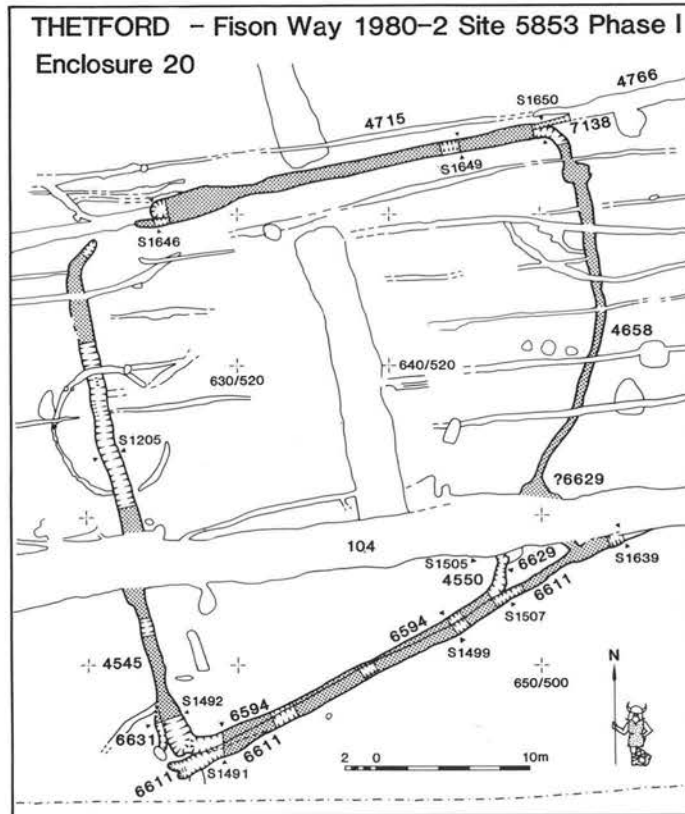 THETFORD – Fison Way 1980–2 Site 5853 Phase I
Enclosure 20
4766
S1650
4715
7138
S1649
S1646
4658
630/520
640/520
S1205
?6629
104
S1505
6629
4550
S1639
6611
S1507
6594
S1499
4545
650/500
N
S1492
6594
6631
6611
6611
S1491
2 0 10m